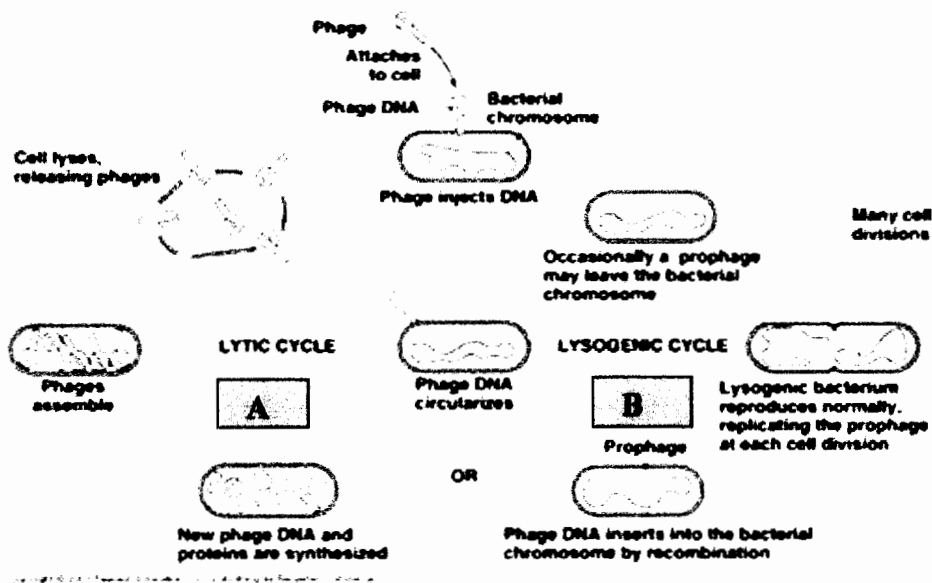 Phage
Attaches
to cell
Phage DNA
Bacterial
chromosome
Cell lyses,
releasing phages
Phage injects DNA
Many cell
divisions
Occasionally a prophage
may leave the bacterial
chromosome
LYTIC CYCLE
LYSOGENIC CYCLE
Phages
assemble
Phage DNA
circularizes
Lysogenic bacterium
reproduces normally,
replicating the prophage
at each cell division
A
B
Prophage
OR
New phage DNA and
proteins are synthesized
Phage DNA inserts into the bacterial
chromosome by recombination